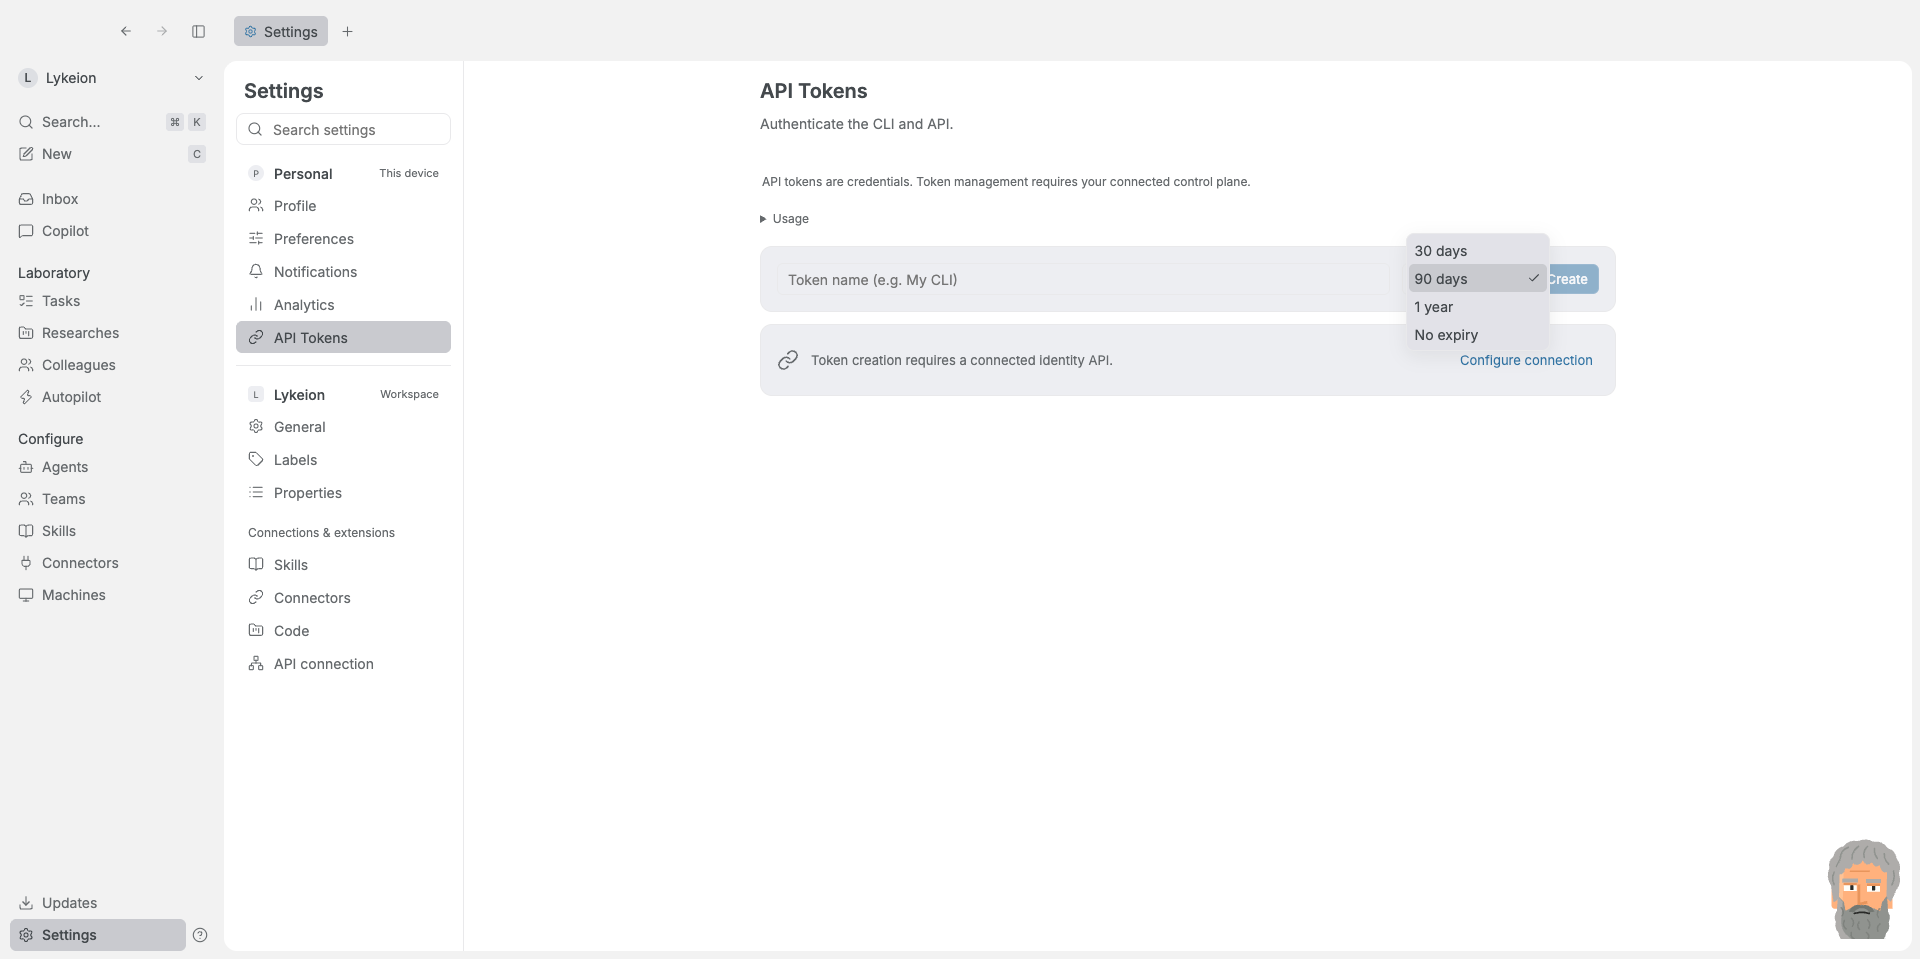 Settings
L Lykeion
Search... ⌘ K
New C
Inbox
Copilot
Laboratory
Tasks
Researches
Colleagues
Autopilot
Configure
Agents
Teams
Skills
Connectors
Machines
Updates
Settings
Settings
Search settings
P Personal This device
Profile
Preferences
Notifications
Analytics
API Tokens
L Lykeion Workspace
General
Labels
Properties
Connections & extensions
Skills
Connectors
Code
API connection
API Tokens
Authenticate the CLI and API.
API tokens are credentials. Token management requires your connected control plane.
Usage
Token name (e.g. My CLI)
30 days
90 days
1 year
No expiry
Create
Token creation requires a connected identity API.
Configure connection